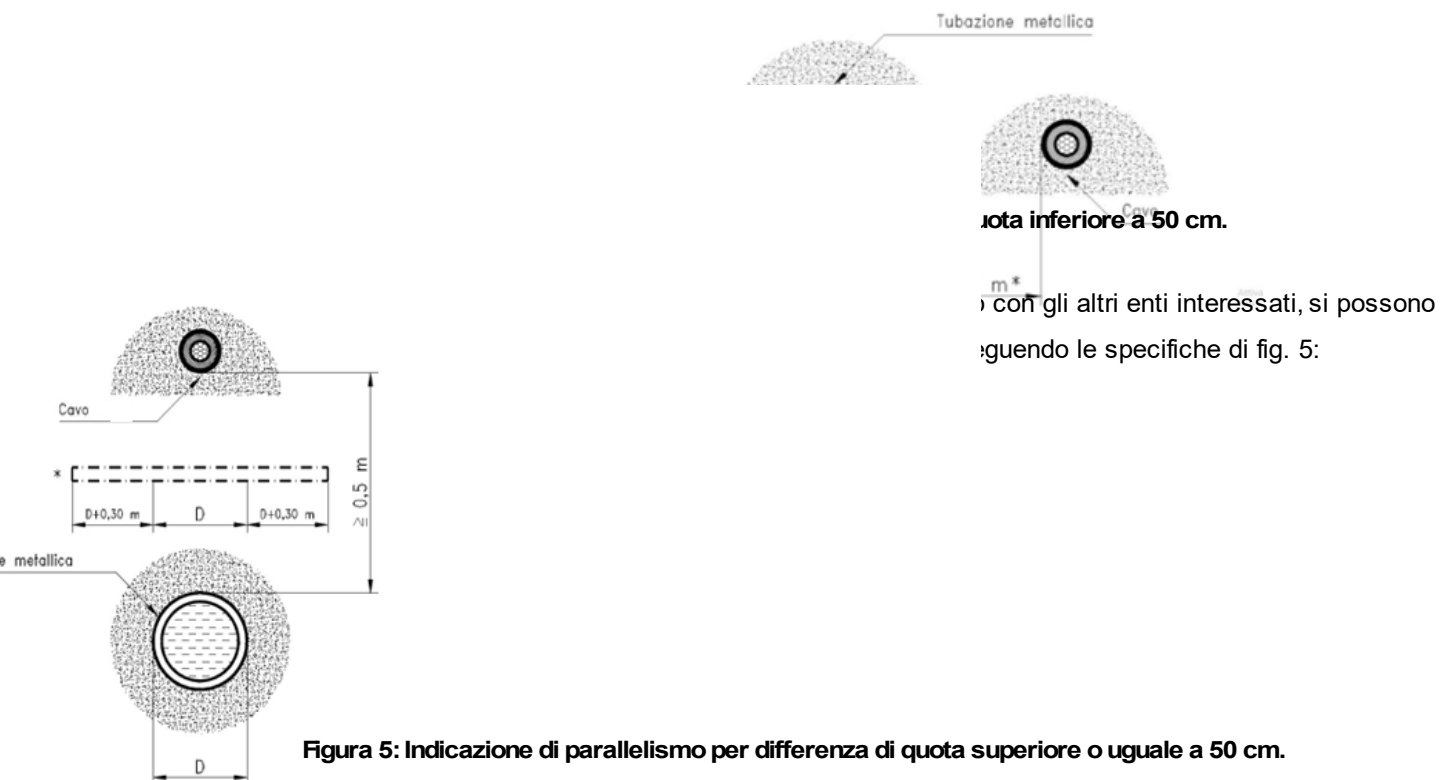 Tubazione metallica
Cavo
uota inferiore a 50 cm.
m*
con gli altri enti interessati, si possono
eguendo le specifiche di fig. 5:
Cavo
≥ 0,5 m
*
D+0,30 m D D+0,30 m
e metallica
D
Figura 5: Indicazione di parallelismo per differenza di quota superiore o uguale a 50 cm.